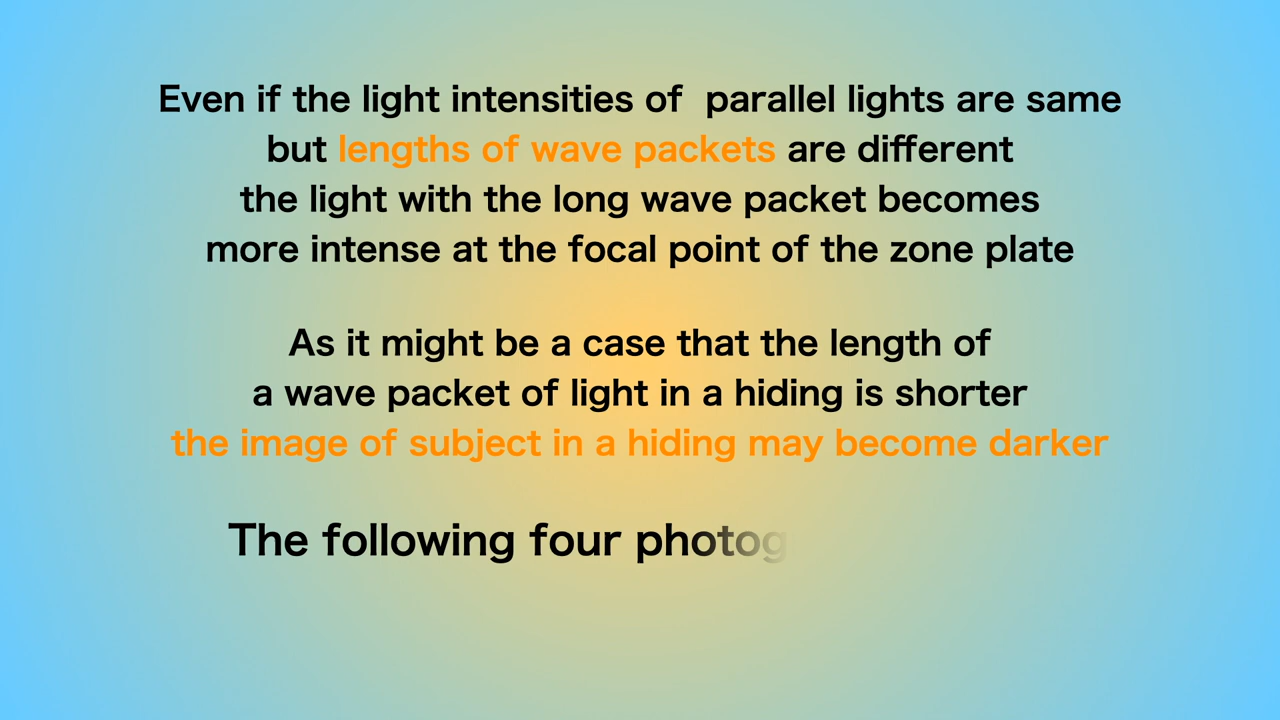 Even if the light intensities of parallel lights are same
but lengths of wave packets are different
the light with the long wave packet becomes
more intense at the focal point of the zone plate
As it might be a case that the length of
a wave packet of light in a hiding is shorter
the image of subject in a hiding may become darker
The following four photog